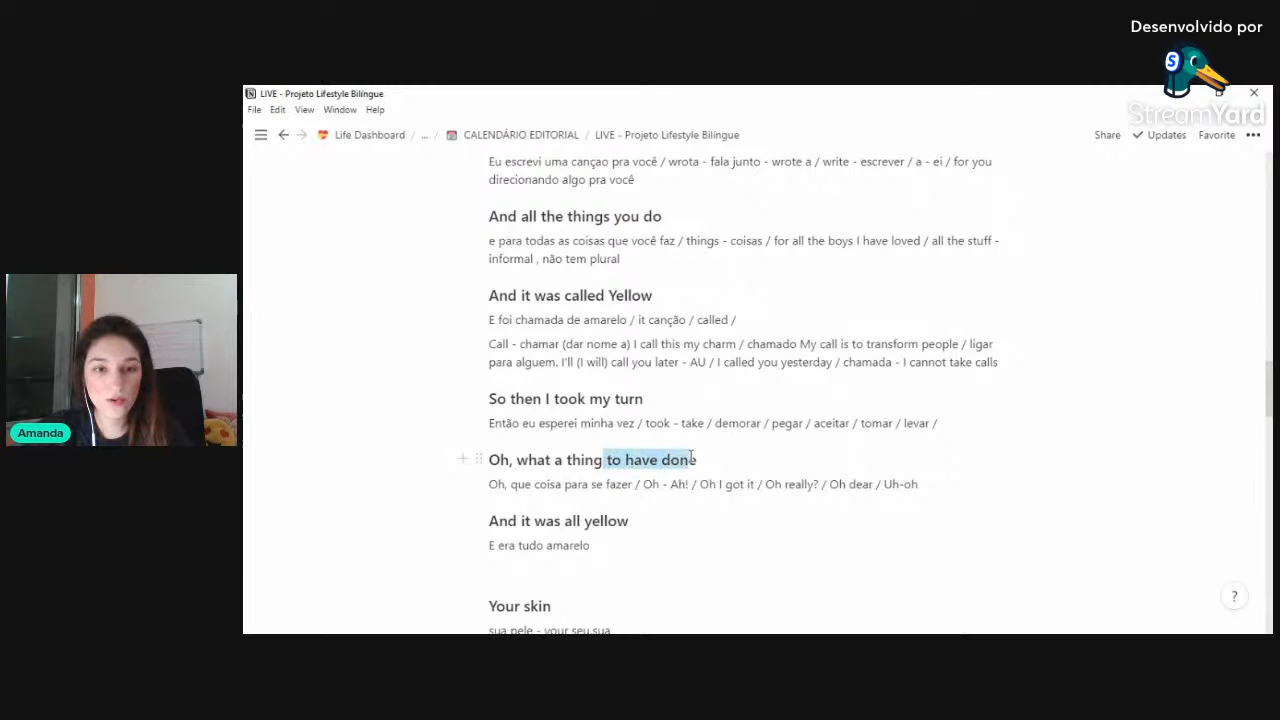 Desenvolvido por
S
StreamYard
LIVE - Projeto Lifestyle Bilíngue
File Edit View Window Help
Life Dashboard / ... / CALENDÁRIO EDITORIAL / LIVE - Projeto Lifestyle Bilíngue
Share Updates Favorite
Eu escrevi uma cançao pra você / wrota - fala junto - wrote a / write - escrever / a - ei / for you
direcionando algo pra você
And all the things you do
e para todas as coisas que você faz / things - coisas / for all the boys I have loved / all the stuff -
informal , não tem plural
And it was called Yellow
E foi chamada de amarelo / it canção / called /
Call - chamar (dar nome a) I call this my charm / chamado My call is to transform people / ligar
para alguem. I'll (I will) call you later - AU / I called you yesterday / chamada - I cannot take calls
So then I took my turn
Então eu esperei minha vez / took - take / demorar / pegar / aceitar / tomar / levar /
Oh, what a thing to have done
Oh, que coisa para se fazer / Oh - Ah! / Oh I got it / Oh really? / Oh dear / Uh-oh
And it was all yellow
E era tudo amarelo
Your skin
sua pele - your seu,sua
?
Amanda